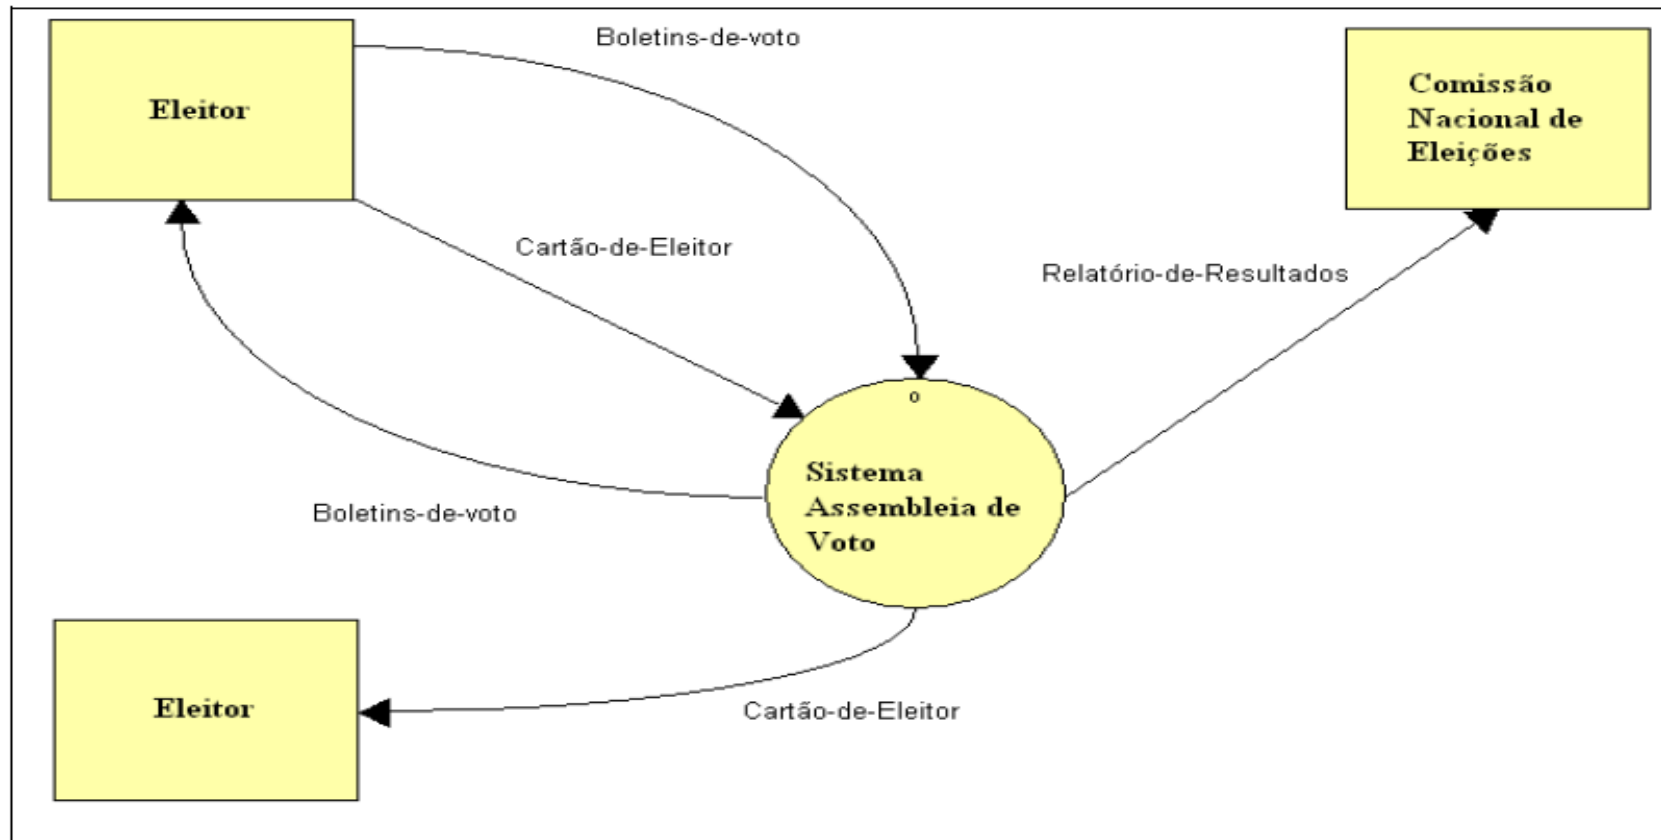 Boletins-de-voto
Eleitor
Comissão
Nacional de
Eleições
Cartão-de-Eleitor
Relatório-de-Resultados
o
Sistema
Assembleia de
Voto
Boletins-de-voto
Eleitor
Cartão-de-Eleitor